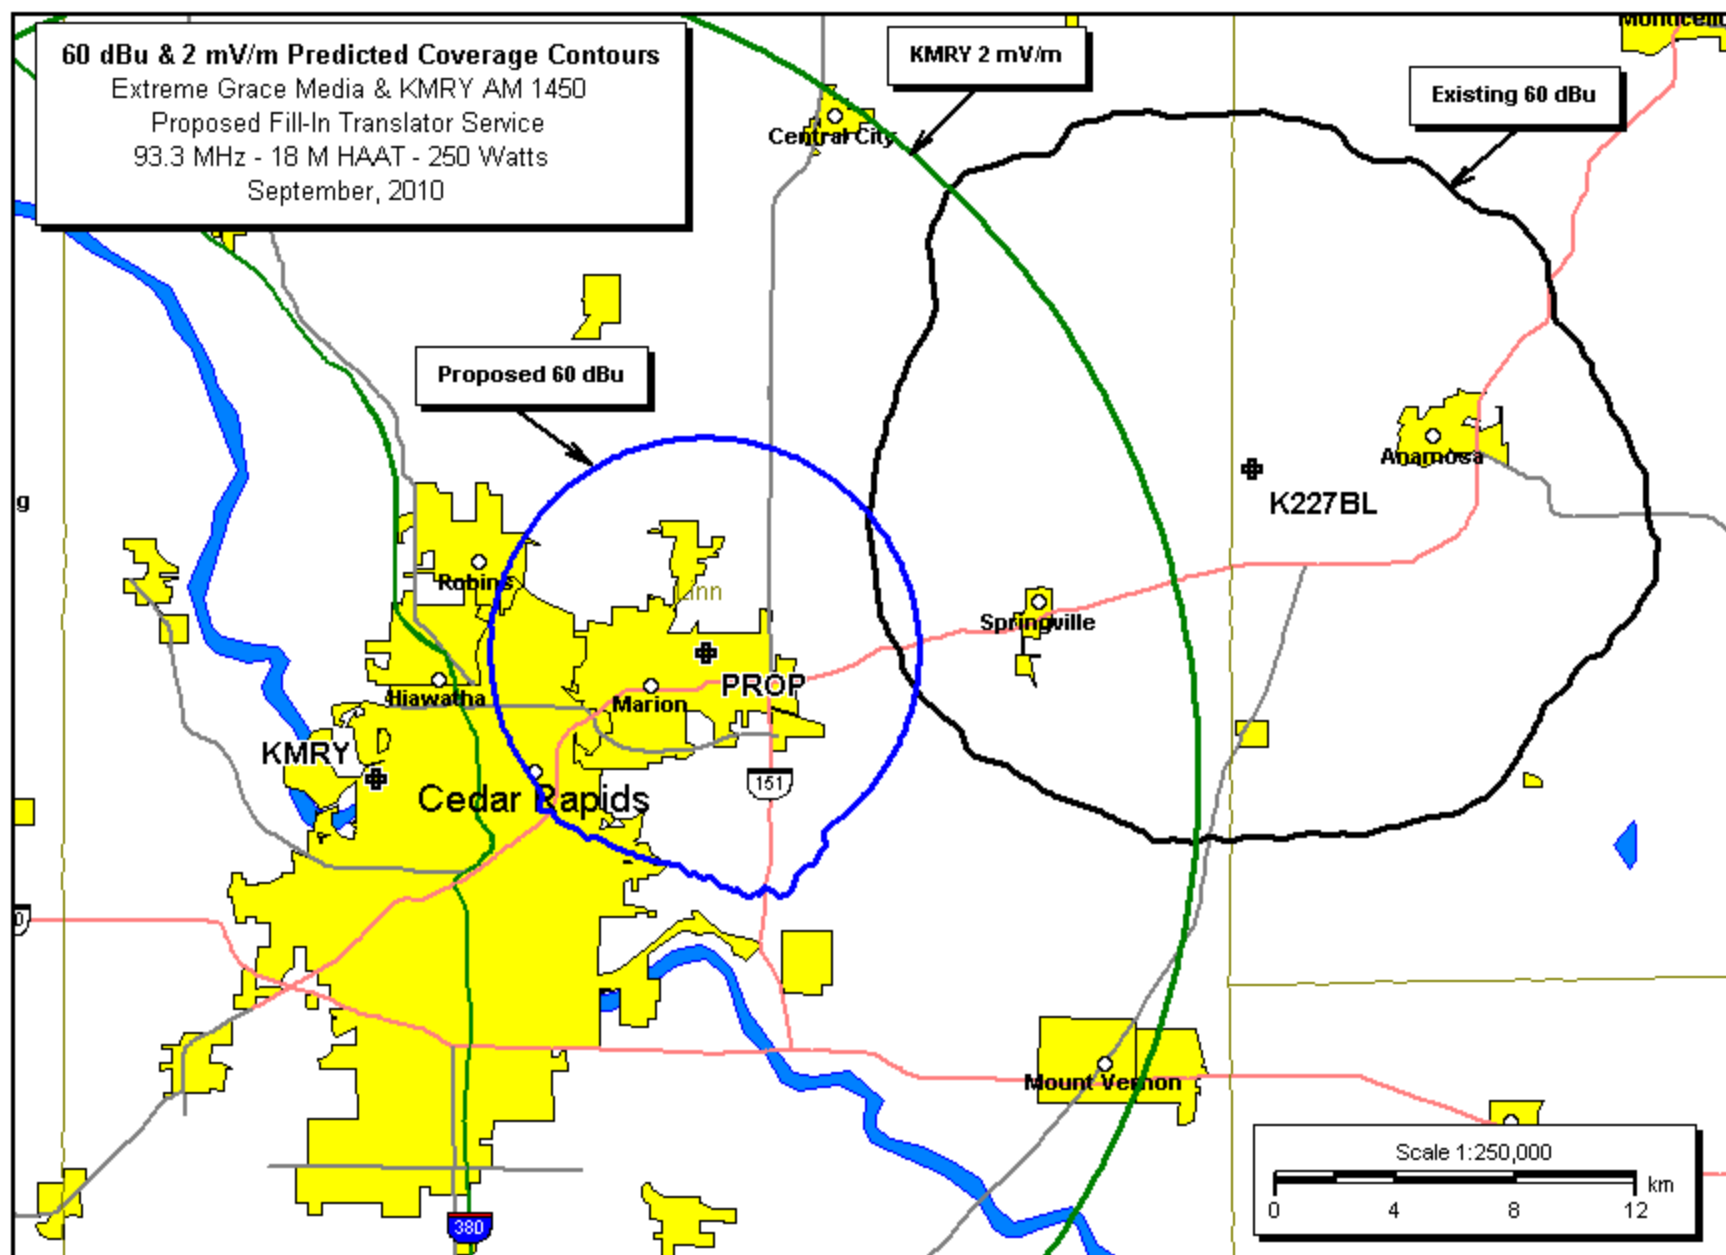 60 dBu & 2 mV/m Predicted Coverage Contours
Extreme Grace Media & KMRY AM 1450
Proposed Fill-In Translator Service
93.3 MHz - 18 M HAAT - 250 Watts
September, 2010
KMRY 2 mV/m
Existing 60 dBu
Central City
Proposed 60 dBu
Anamosa
K227BL
g
Robins
Linn
Springville
Hiawatha
Marion
PROP
KMRY
151
Cedar Rapids
Mount Vernon
380
Scale 1:250,000
km
0 4 8 12